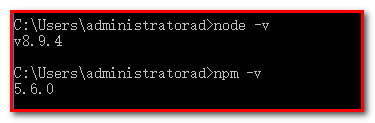 C:\Users\administratorad>node -v
v8.9.4
C:\Users\administratorad>npm -v
5.6.0